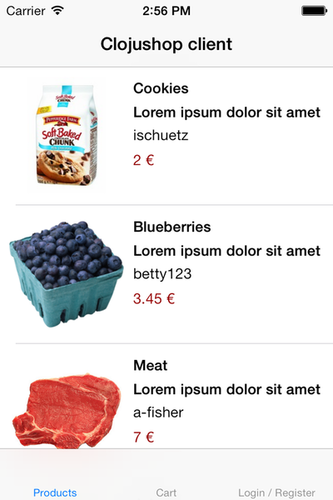 Carrier 2:56 PM
Clojushop client
Cookies
Lorem ipsum dolor sit amet
ischuetz
2 €
PEPPERIDGE FARM
Soft Baked
CHUNK
Blueberries
Lorem ipsum dolor sit amet
betty123
3.45 €
Meat
Lorem ipsum dolor sit amet
a-fisher
7 €
Products Cart Login / Register